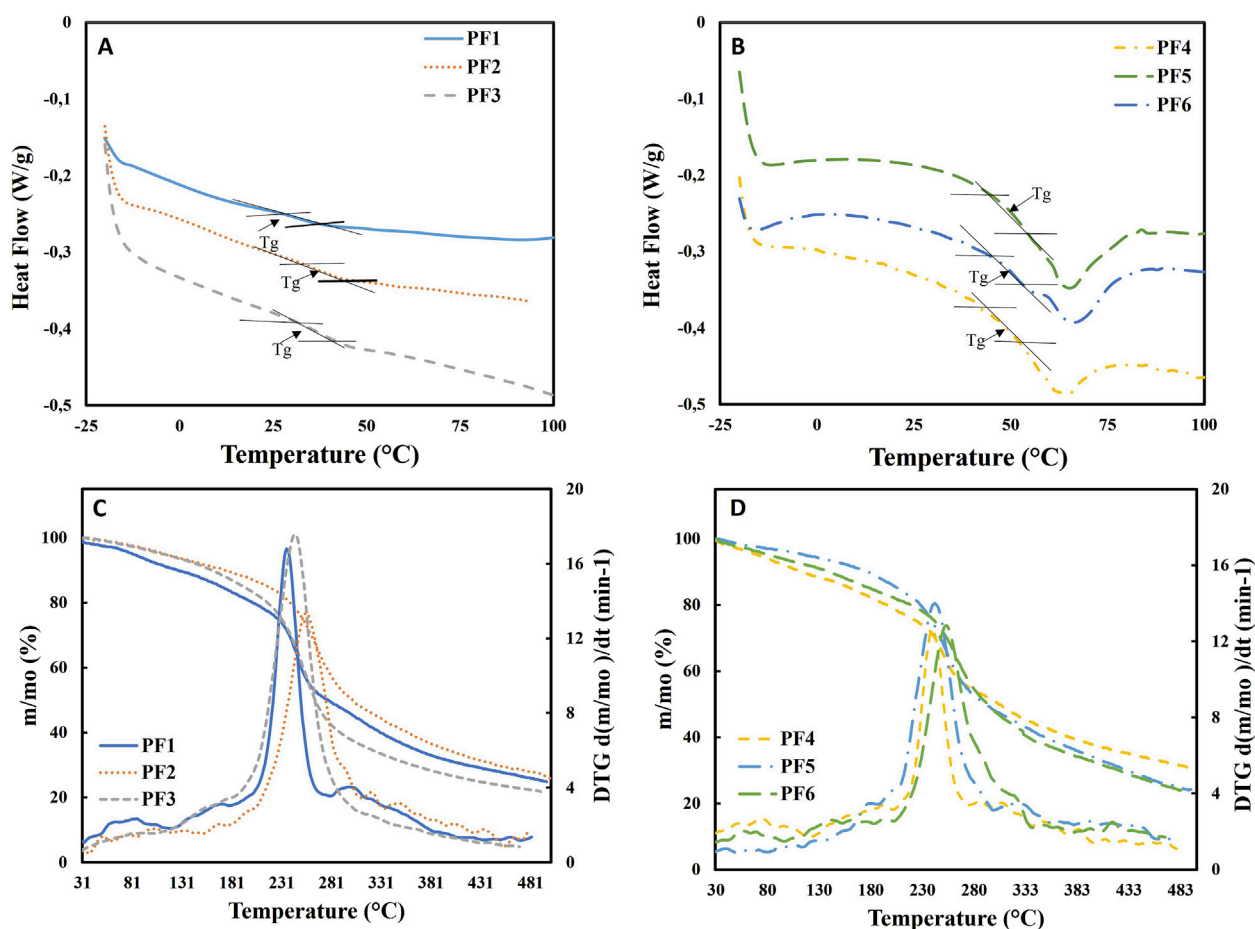 A
PF1
PF2
PF3
0
-0,1
-0,2
-0,3
-0,4
-0,5
Heat Flow (W/g)
Tg
Tg
Tg
-25 0 25 50 75 100
Temperature (°C)
B
PF4
PF5
PF6
0
-0,1
-0,2
-0,3
-0,4
-0,5
Heat Flow (W/g)
Tg
Tg
Tg
-25 0 25 50 75 100
Temperature (°C)
C
100
80
60
40
20
0
m/mo (%)
PF1
PF2
PF3
20
16
12
8
4
0
DTG d(m/mo )/dt (min-1)
31 81 131 181 231 281 331 381 431 481
Temperature (°C)
D
100
80
60
40
20
0
m/mo (%)
PF4
PF5
PF6
20
16
12
8
4
0
DTG d(m/mo )/dt (min-1)
30 80 130 180 230 280 333 383 433 483
Temperature (°C)